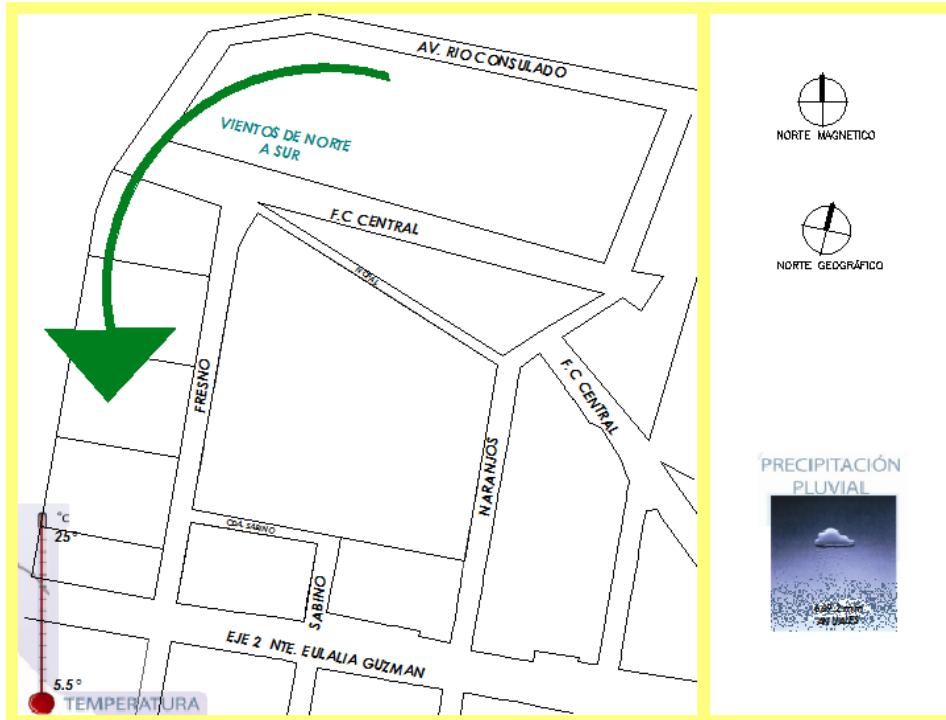 AV. RIO CONSULADO
VIENTOS DE NORTE
A SUR
F.C CENTRAL
FRESNO
F.C CENTRAL
NARANJOS
CDA. SABINO
SABINO
EJE 2 NTE. EULALIA GUZMAN
°C
25°
5.5°
TEMPERATURA
NORTE MAGNETICO
NORTE GEOGRÁFICO
PRECIPITACIÓN
PLUVIAL
ANUALES